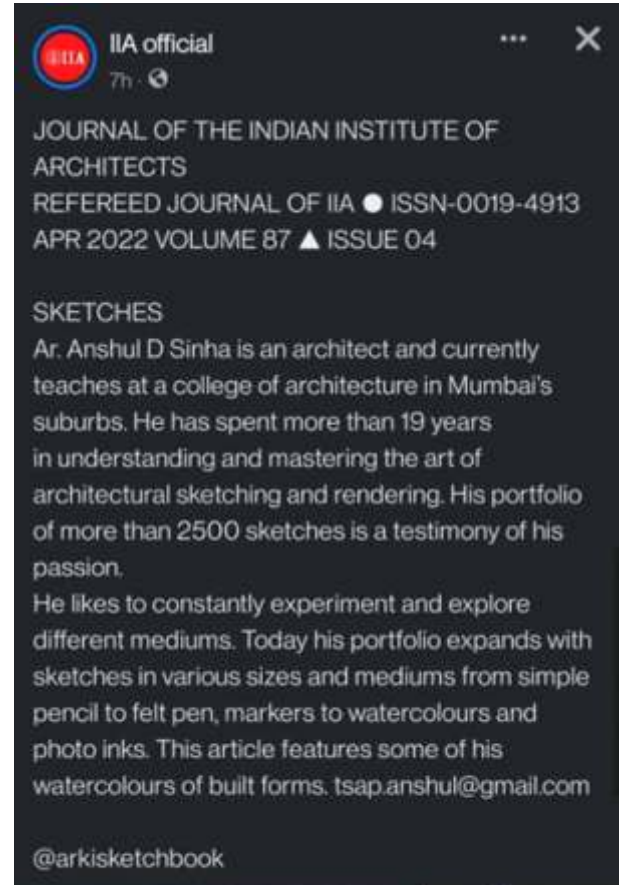 IIA
IIA official
7h
JOURNAL OF THE INDIAN INSTITUTE OF
ARCHITECTS
REFEREED JOURNAL OF IIA ● ISSN-0019-4913
APR 2022 VOLUME 87 ▲ ISSUE 04
SKETCHES
Ar. Anshul D Sinha is an architect and currently
teaches at a college of architecture in Mumbai's
suburbs. He has spent more than 19 years
in understanding and mastering the art of
architectural sketching and rendering. His portfolio
of more than 2500 sketches is a testimony of his
passion.
He likes to constantly experiment and explore
different mediums. Today his portfolio expands with
sketches in various sizes and mediums from simple
pencil to felt pen, markers to watercolours and
photo inks. This article features some of his
watercolours of built forms. tsap.anshul@gmail.com
@arkisketchbook